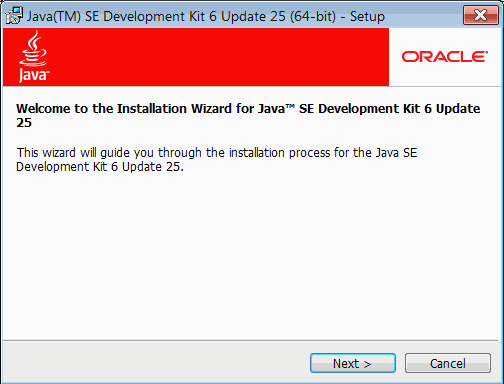 Java(TM) SE Development Kit 6 Update 25 (64-bit) - Setup
Java™
ORACLE®
Welcome to the Installation Wizard for Java™ SE Development Kit 6 Update
25
This wizard will guide you through the installation process for the Java SE
Development Kit 6 Update 25.
Next >
Cancel